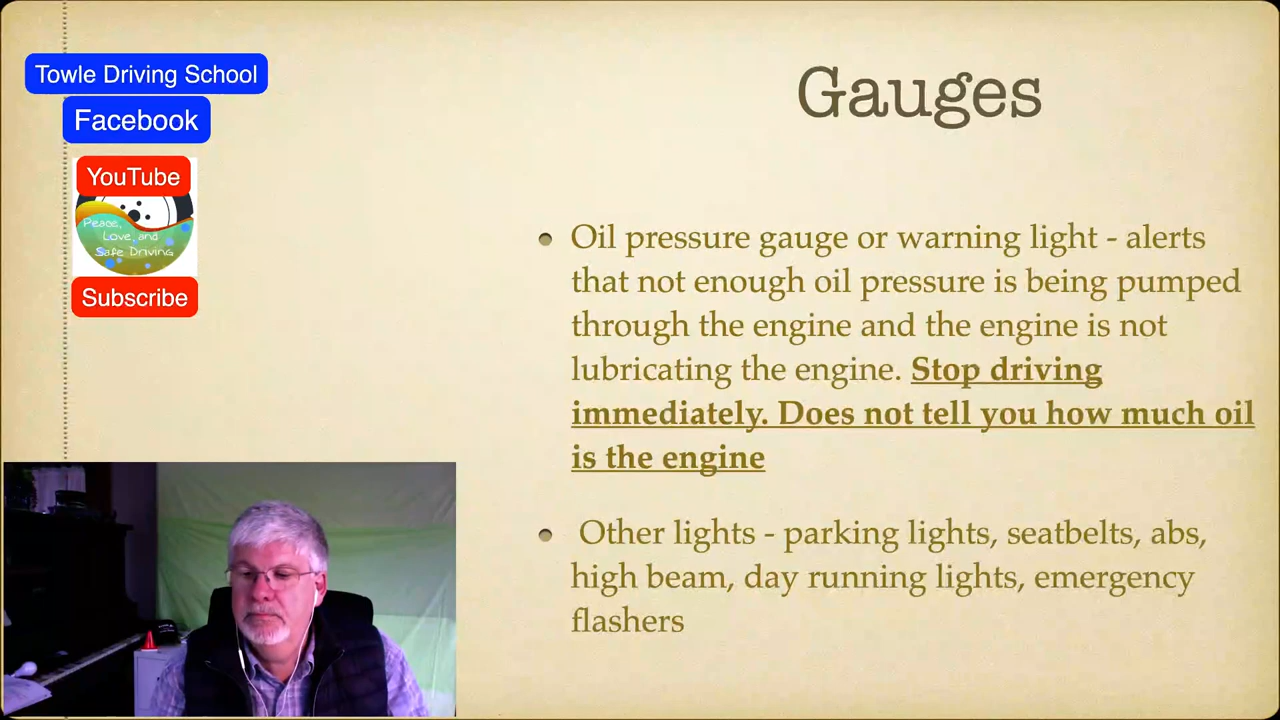 Towle Driving School
Facebook
YouTube
Peace,
Love, and
Safe Driving
Subscribe
Gauges
Oil pressure gauge or warning light - alerts
that not enough oil pressure is being pumped
through the engine and the engine is not
lubricating the engine. Stop driving
immediately. Does not tell you how much oil
is the engine
Other lights - parking lights, seatbelts, abs,
high beam, day running lights, emergency
flashers